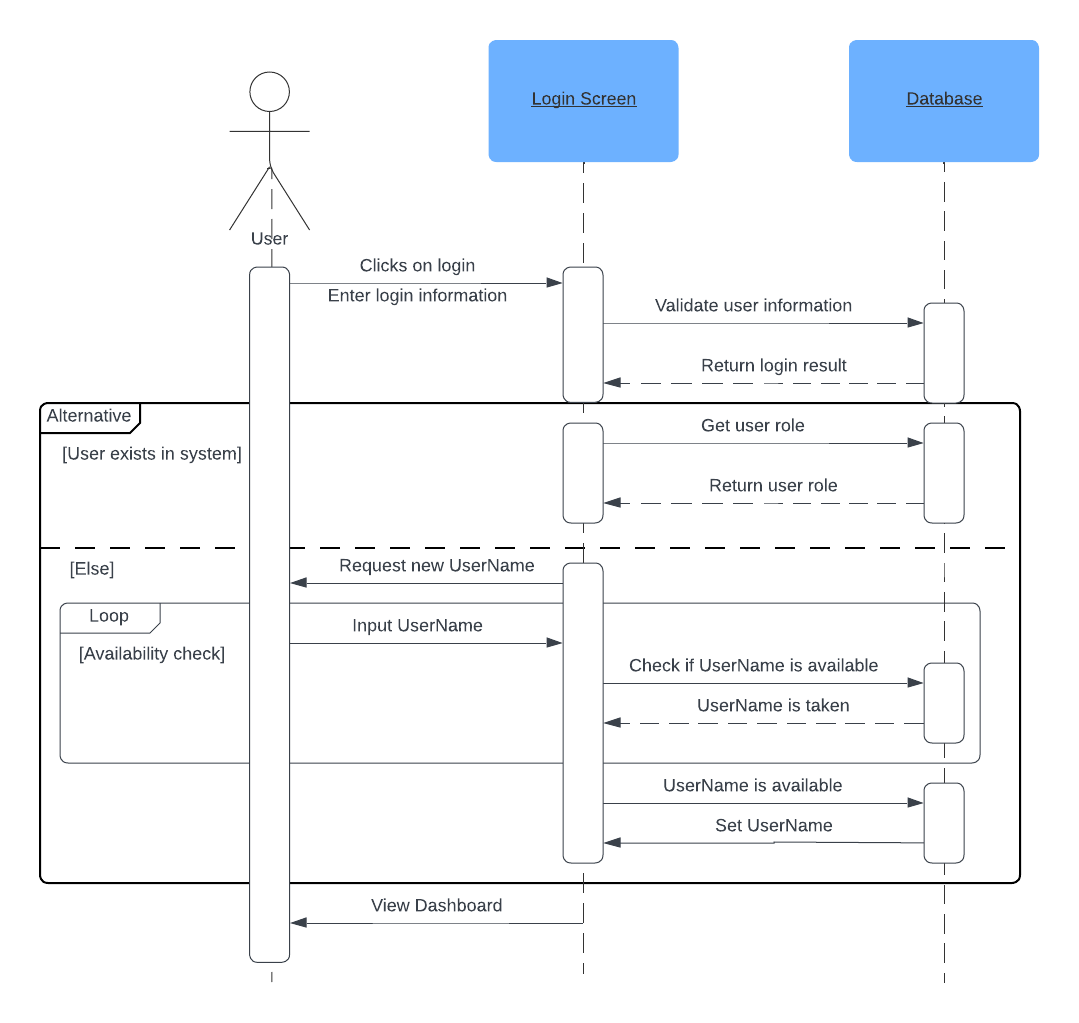 Login Screen
Database
User
Clicks on login
Enter login information
Validate user information
Return login result
Alternative
Get user role
[User exists in system]
Return user role
Request new UserName
[Else]
Loop
Input UserName
[Availability check]
Check if UserName is available
UserName is taken
UserName is available
Set UserName
View Dashboard